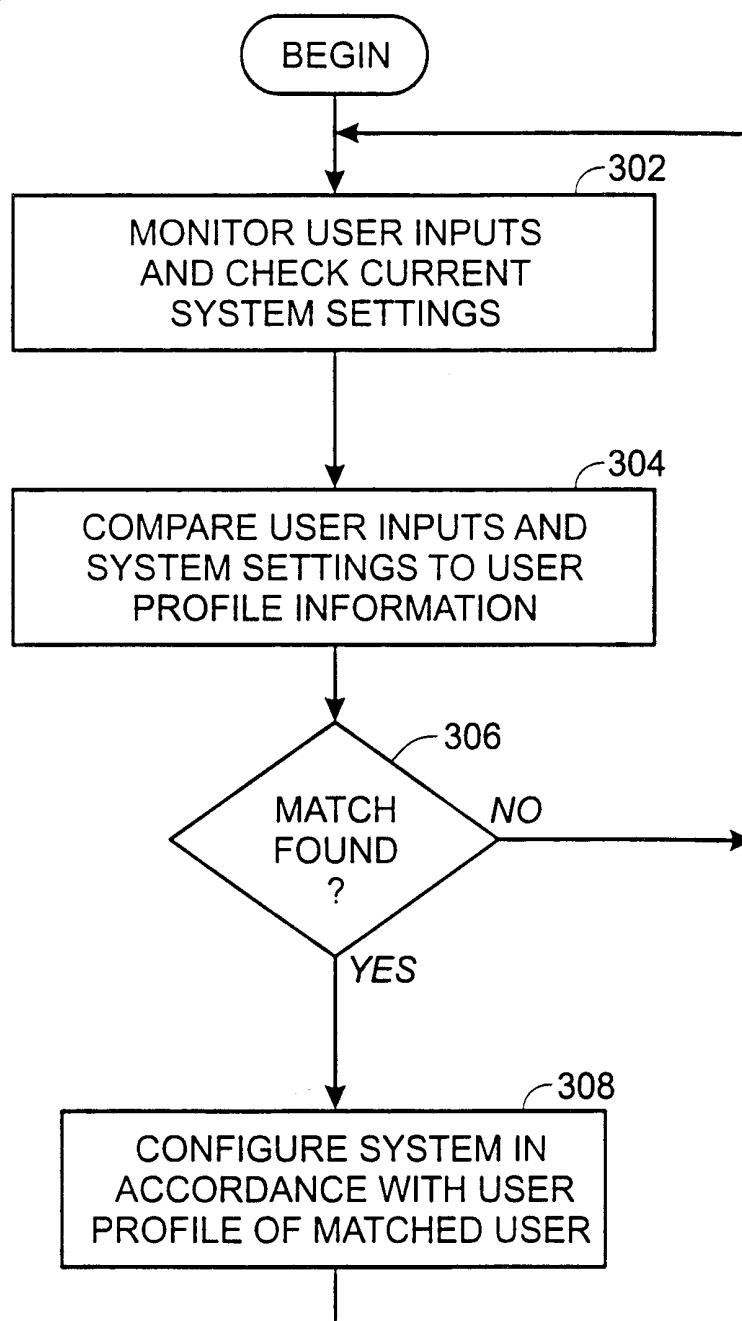 BEGIN
302
MONITOR USER INPUTS
AND CHECK CURRENT
SYSTEM SETTINGS
304
COMPARE USER INPUTS AND
SYSTEM SETTINGS TO USER
PROFILE INFORMATION
306
MATCH
FOUND
?
NO
YES
308
CONFIGURE SYSTEM IN
ACCORDANCE WITH USER
PROFILE OF MATCHED USER